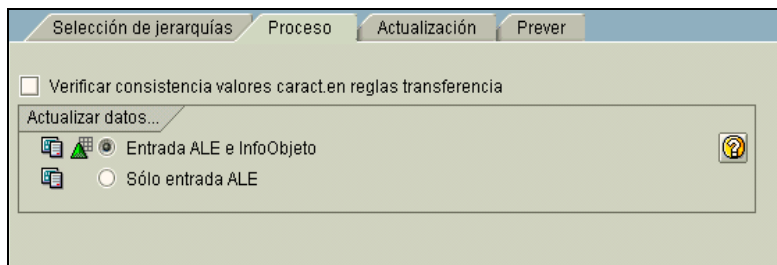 Selección de jerarquías Proceso Actualización Prever
Verificar consistencia valores caract.en reglas transferencia
Actualizar datos...
Entrada ALE e InfoObjeto
Sólo entrada ALE